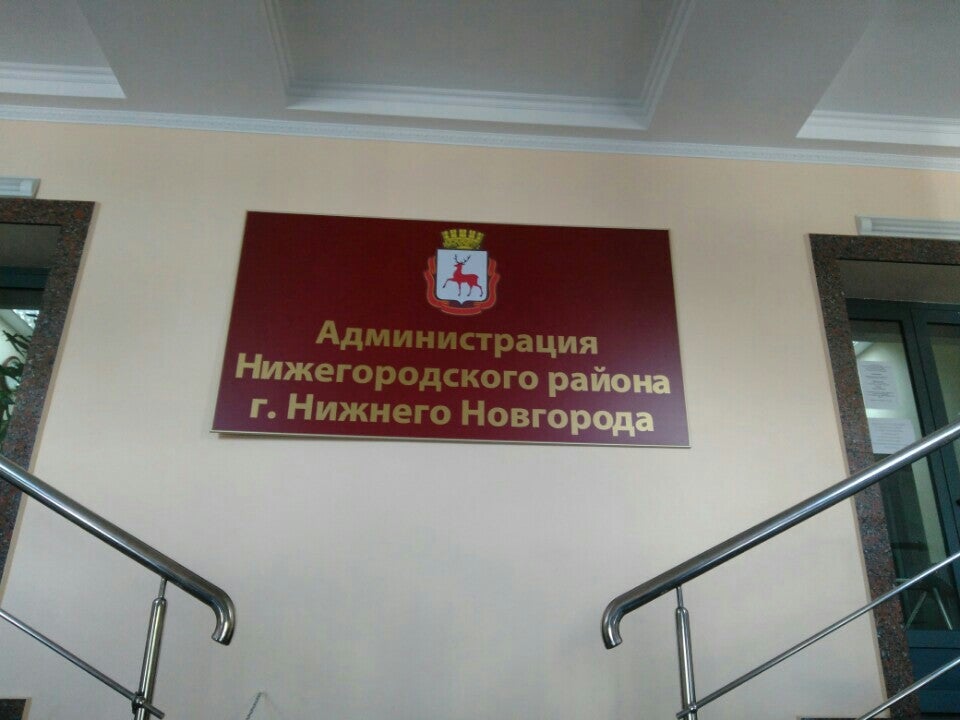 Администрация
Нижегородского района
г. Нижнего Новгорода